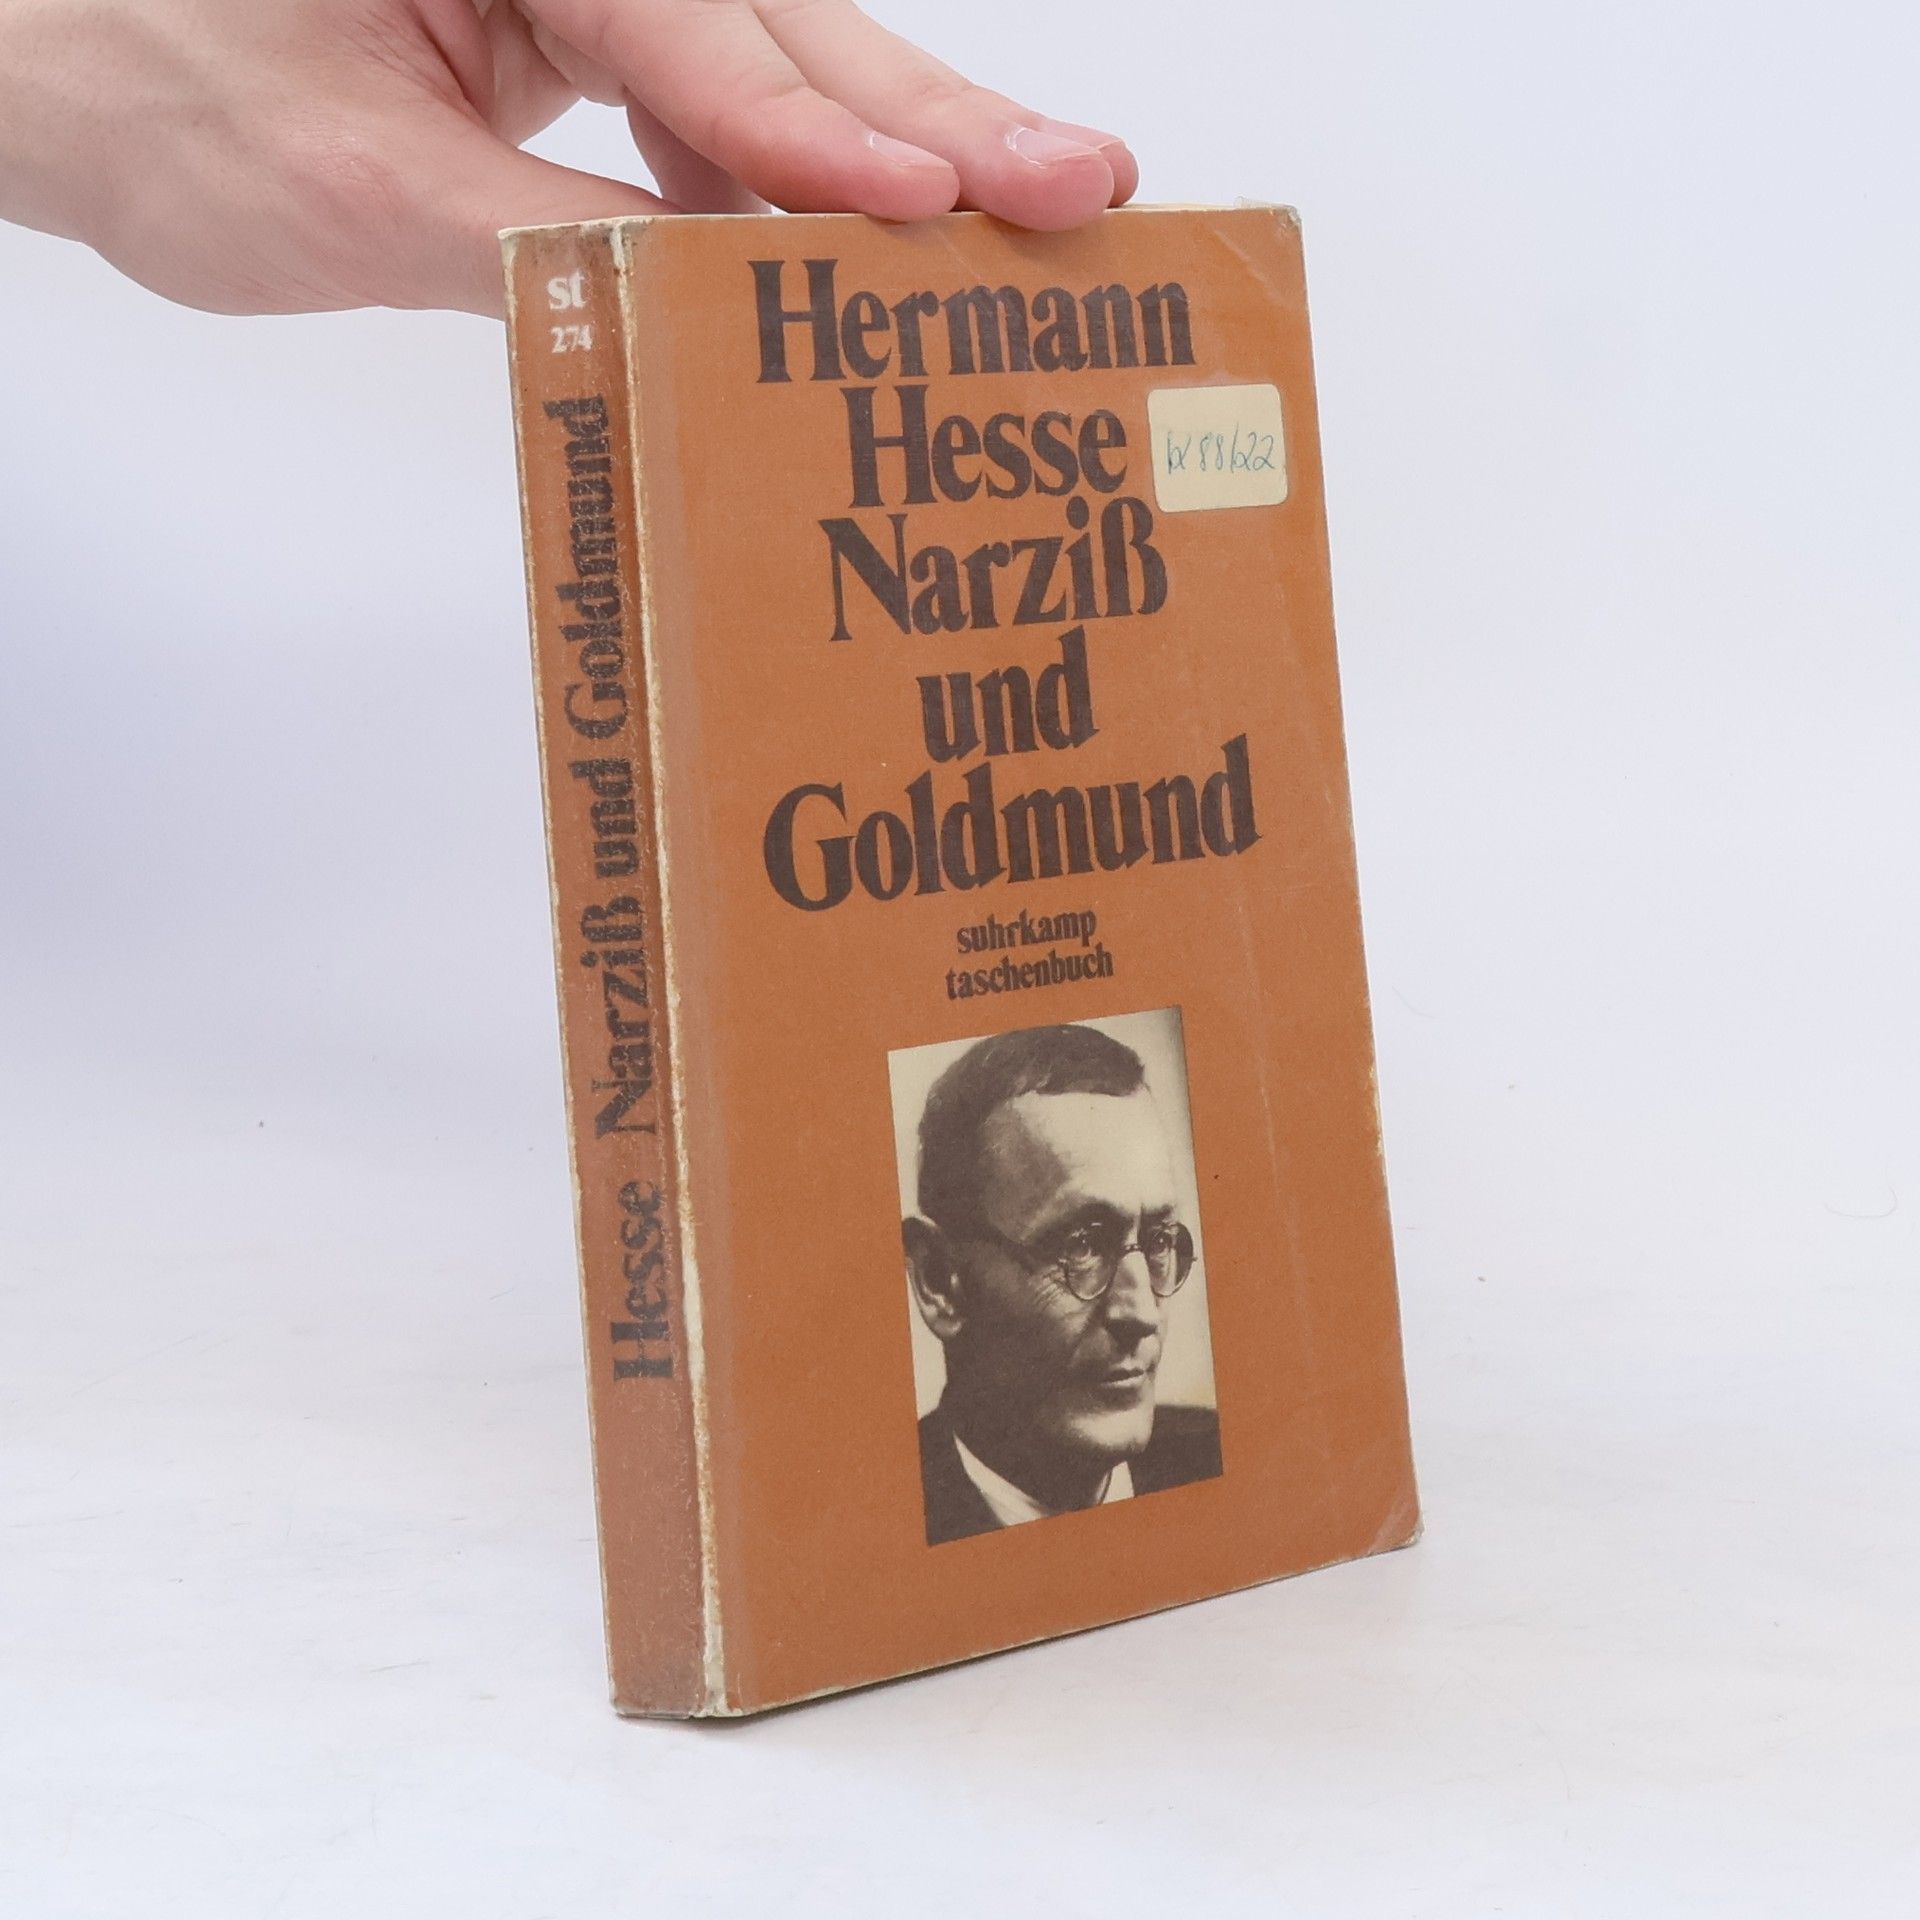 st
274
Hesse Narziß und Goldmund
Hermann
Hesse
Narziß
und
Goldmund
suhrkamp
taschenbuch